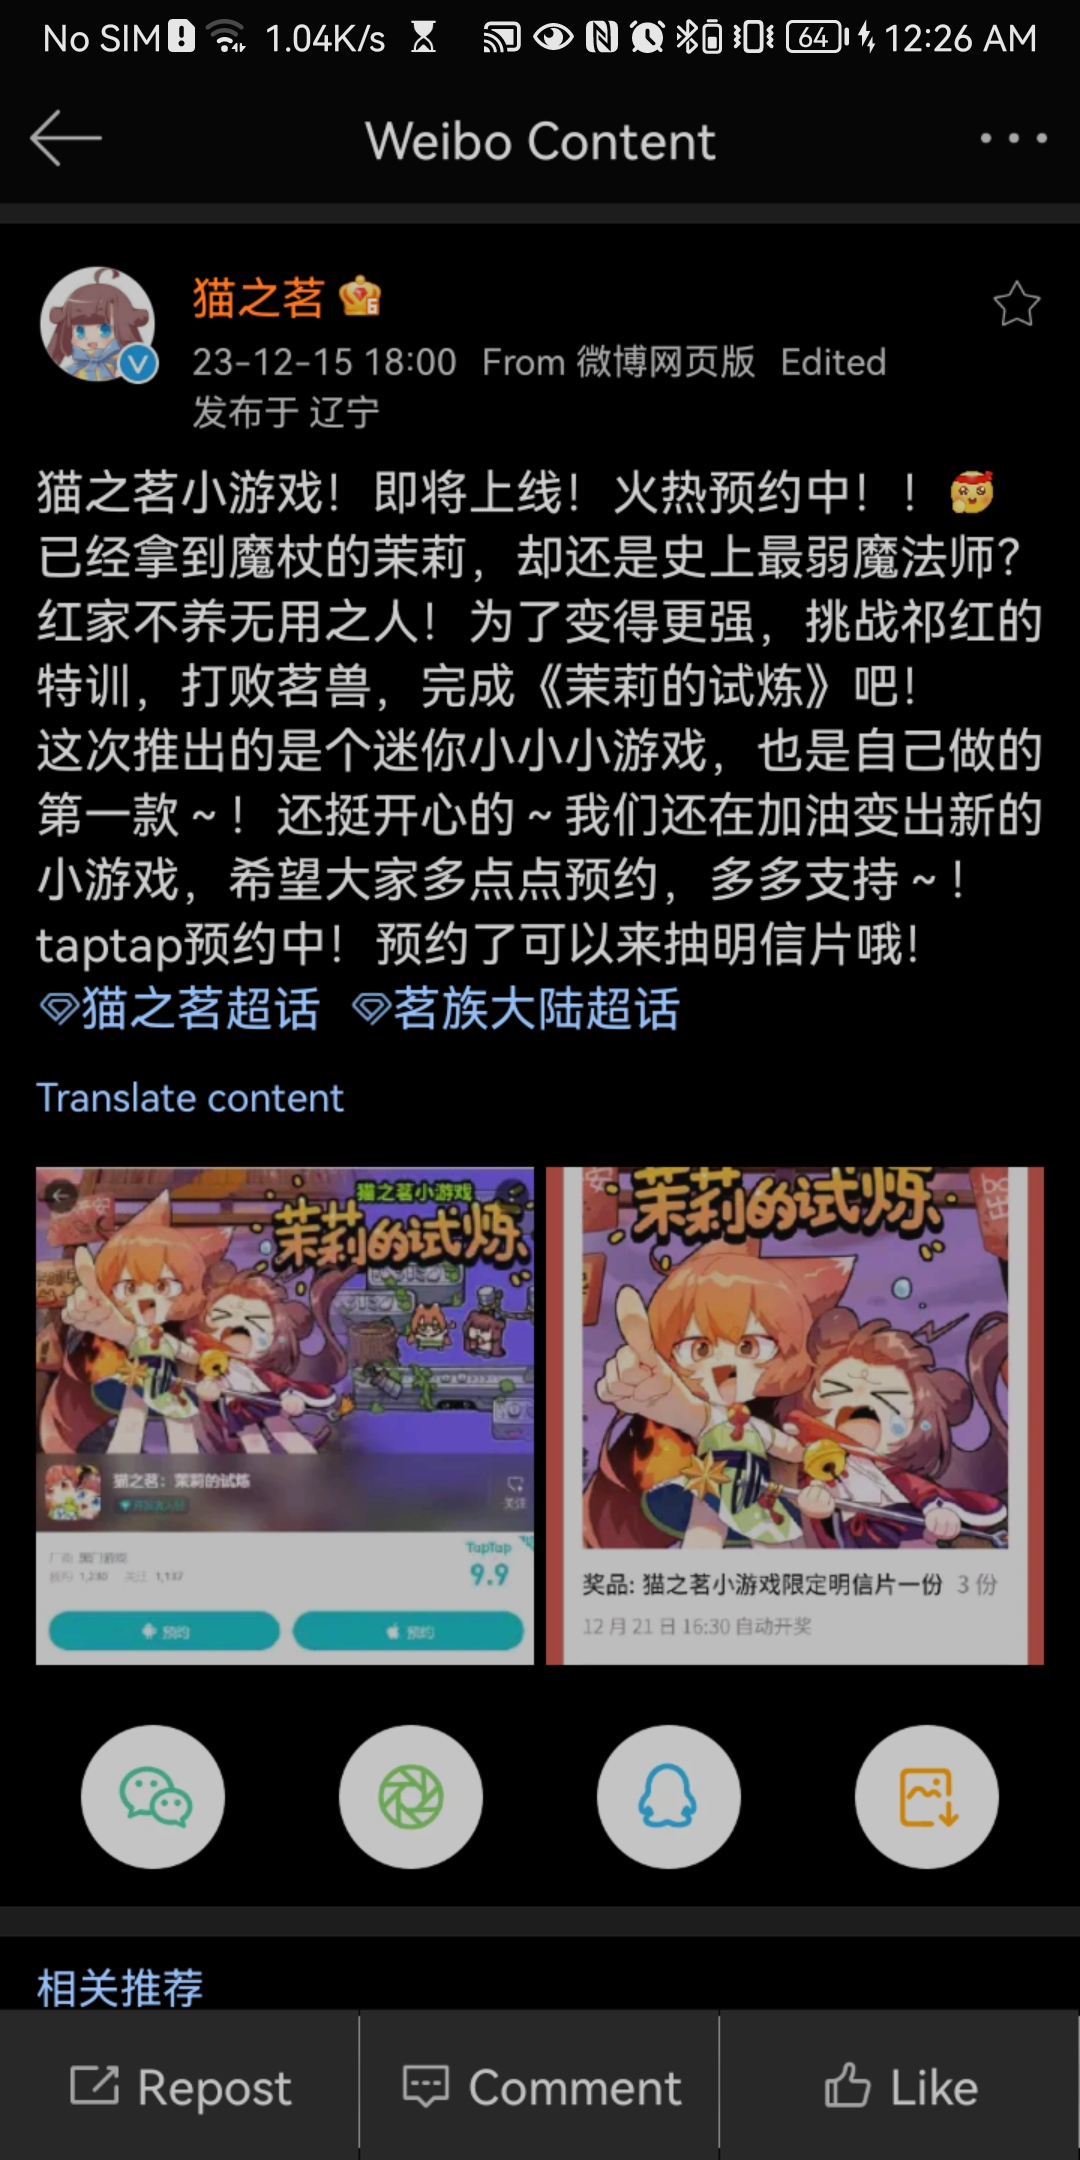 No SIM 1.04K/s 64 12:26 AM
Weibo Content
猫之茗 6
23-12-15 18:00 From 微博网页版 Edited
发布于 辽宁
猫之茗小游戏！即将上线！火热预约中！！
已经拿到魔杖的茉莉，却还是史上最弱魔法师？
红家不养无用之人！为了变得更强，挑战祁红的
特训，打败茗兽，完成《茉莉的试炼》吧！
这次推出的是个迷你小小小游戏，也是自己做的
第一款～！还挺开心的～我们还在加油变出新的
小游戏，希望大家多点点预约，多多支持～！
taptap预约中！预约了可以来抽明信片哦！
猫之茗超话 茗族大陆超话
Translate content
猫之茗小游戏
茉莉的试炼
猫之茗：茉莉的试炼
关注
TapTap
9.9
预约 1,230 关注 1,137
预约 预约
茉莉的试炼
奖品: 猫之茗小游戏限定明信片一份 3 份
12 月 21 日 16:30 自动开奖
相关推荐
Repost Comment Like